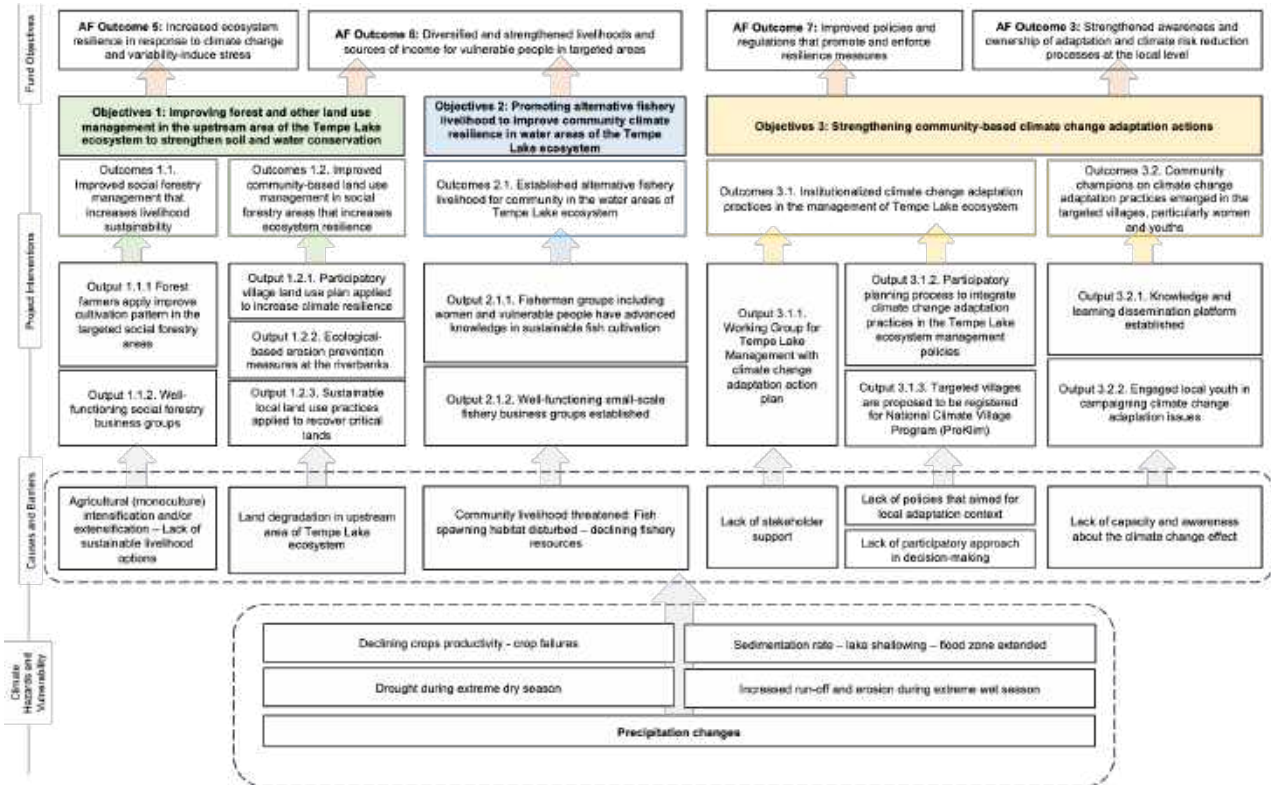 Fund Objectives
AF Outcome 5: Increased ecosystem
resilience in response to climate change
and variability-induce stress
AF Outcome 6: Diversified and strengthened livelihoods and
sources of income for vulnerable people in targeted areas
AF Outcome 7: Improved policies and
regulations that promote and enforce
resilience measures
AF Outcome 3: Strengthened awareness and
ownership of adaptation and climate risk reduction
processes at the local level
Objectives 1: Improving forest and other land use
management in the upstream area of the Tempe Lake
ecosystem to strengthen soil and water conservation
Objectives 2: Promoting alternative fishery
livelihood to improve community climate
resilience in water areas of the Tempe
Lake ecosystem
Objectives 3: Strengthening community-based climate change adaptation actions
Project Interventions
Outcomes 1.1.
Improved social forestry
management that
increases livelihood
sustainability
Outcomes 1.2. Improved
community-based land use
management in social
forestry areas that increases
ecosystem resilience
Outcomes 2.1. Established alternative fishery
livelihood for community in the water areas of
Tempe Lake ecosystem
Outcomes 3.1. Institutionalized climate change adaptation
practices in the management of Tempe Lake ecosystem
Outcomes 3.2. Community
champions on climate change
adaptation practices emerged in the
targeted villages, particularly women
and youths
Output 1.1.1 Forest
farmers apply improve
cultivation pattern in the
targeted social forestry
areas
Output 1.1.2. Well-
functioning social forestry
business groups
Output 1.2.1. Participatory
village land use plan applied
to increase climate resilience
Output 1.2.2. Ecological-
based erosion prevention
measures at the riverbanks
Output 1.2.3. Sustainable
local land use practices
applied to recover critical
lands
Output 2.1.1. Fisherman groups including
women and vulnerable people have advanced
knowledge in sustainable fish cultivation
Output 2.1.2. Well-functioning small-scale
fishery business groups established
Output 3.1.1.
Working Group for
Tempe Lake
Management with
climate change
adaptation action
plan
Output 3.1.2. Participatory
planning process to integrate
climate change adaptation
practices in the Tempe Lake
ecosystem management
policies
Output 3.1.3. Targeted villages
are proposed to be registered
for National Climate Village
Program (ProKlim)
Output 3.2.1. Knowledge and
learning dissemination platform
established
Output 3.2.2. Engaged local youth in
campaigning climate change
adaptation issues
Causes and Barriers
Agricultural (monoculture)
intensification and/or
extensification – Lack of
sustainable livelihood
options
Land degradation in upstream
area of Tempe Lake
ecosystem
Community livelihood threatened: Fish
spawning habitat disturbed – declining fishery
resources
Lack of stakeholder
support
Lack of policies that aimed for
local adaptation context
Lack of participatory approach
in decision-making
Lack of capacity and awareness
about the climate change effect
Climate
Hazards and
Vulnerability
Declining crops productivity - crop failures
Sedimentation rate – lake shallowing – flood zone extended
Drought during extreme dry season
Increased run-off and erosion during extreme wet season
Precipitation changes